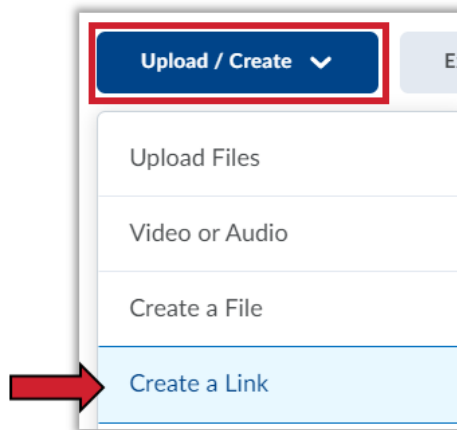 Upload / Create
Upload Files
Video or Audio
Create a File
Create a Link